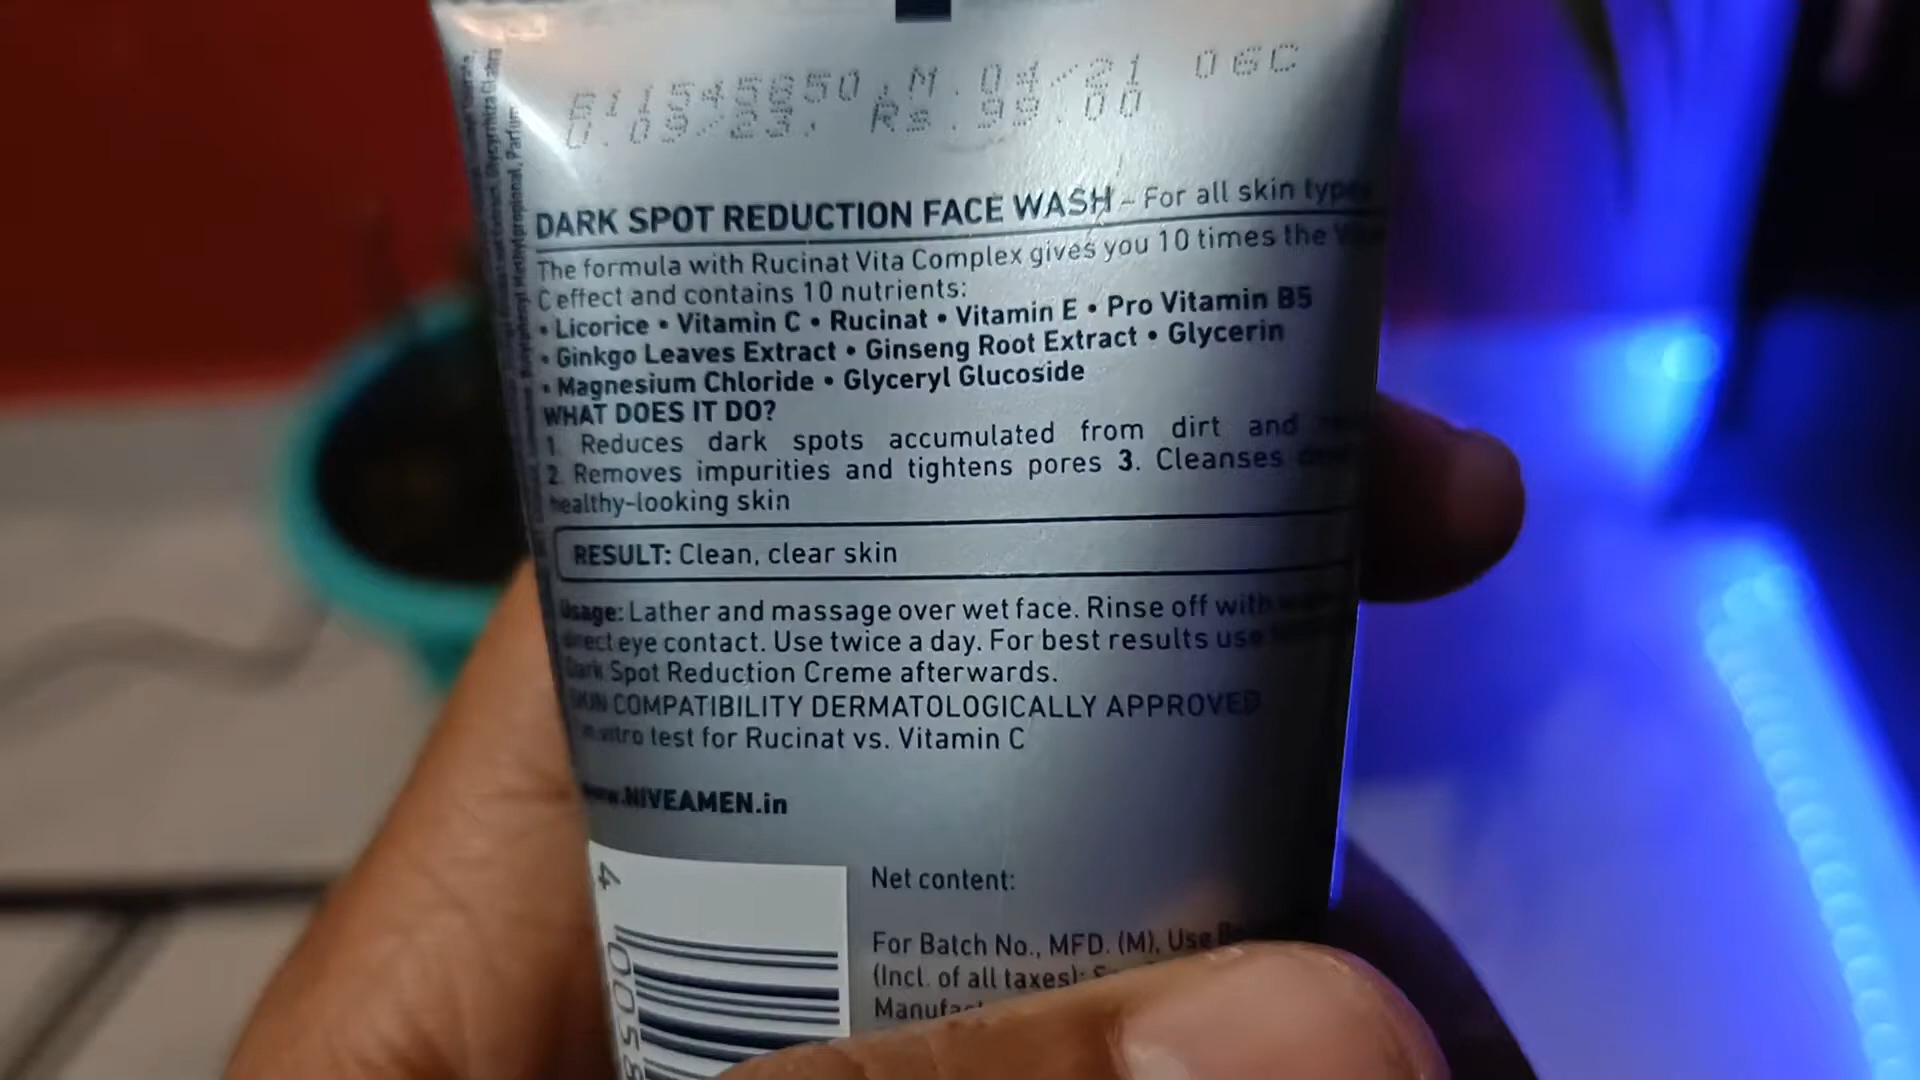 M. 04/21 06C
Rs. 99.00
DARK SPOT REDUCTION FACE WASH - For all skin
The formula with Rucinat Vita Complex gives you 10 times the
C effect and contains 10 nutrients:
• Licorice • Vitamin C • Rucinat • Vitamin E • Pro Vitamin B5
• Ginkgo Leaves Extract • Ginseng Root Extract • Glycerin
• Magnesium Chloride • Glyceryl Glucoside
WHAT DOES IT DO?
1. Reduces dark spots accumulated from dirt and
2. Removes impurities and tightens pores 3. Cleanses
healthy-looking skin
RESULT: Clean, clear skin
Usage: Lather and massage over wet face. Rinse off with
direct eye contact. Use twice a day. For best results use
Dark Spot Reduction Creme afterwards.
SKIN COMPATIBILITY DERMATOLOGICALLY APPROVED
in vitro test for Rucinat vs. Vitamin C
www.NIVEAMEN.in
Net content:
For Batch No., MFD. (M), Use
(Incl. of all taxes):
4